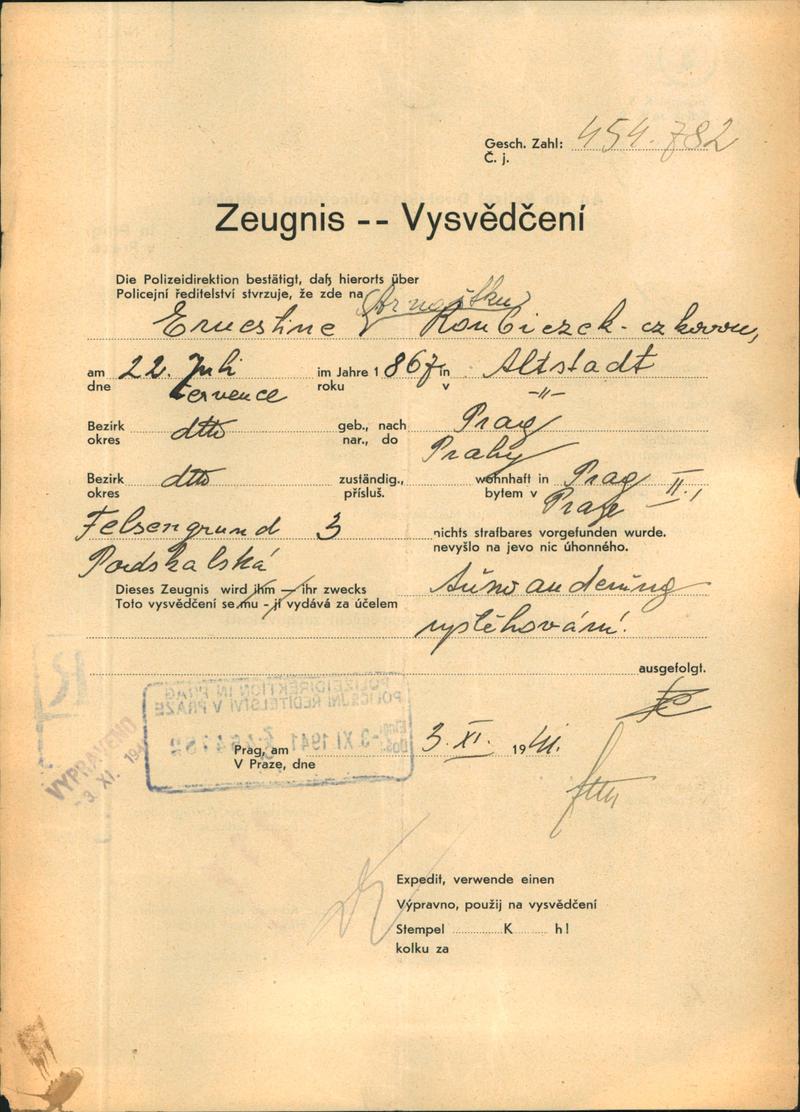 Gesch. Zahl: 454.782
Č. j.
Zeugnis -- Vysvědčení
Die Polizeidirektion bestätigt, daß hierorts über
Policejní ředitelství stvrzuje, že zde na Arnoštku
Ernestine Roubiczek-czkovou,
am 22. Juli im Jahre 1867 in Altstadt
dne července roku v -"-
Bezirk dtto geb., nach Prag
okres nar., do Prahy
Bezirk dtto zuständig., wohnhaft in Prag II.,
okres přísluš. bytem v Praze
Felsengrund 3 nichts strafbares vorgefunden wurde.
nevyšlo na jevo nic úhonného.
Podskalská
Dieses Zeugnis wird ihm — ihr zwecks Auswanderung
Toto vysvědčení se mu - jí vydává za účelem
vystěhování.
ausgefolgt.
POLIZEIDIREKTION IN PRAG
POLICEJNÍ ŘEDITELSTVÍ V PRAZE
-3. XI. 1941
Prag, am 3. XI. 1941.
V Praze, dne
VYPRAVENO
-3. XI. 194
Expedit, verwende einen
Výpravno, použij na vysvědčení
Stempel K h!
kolku za